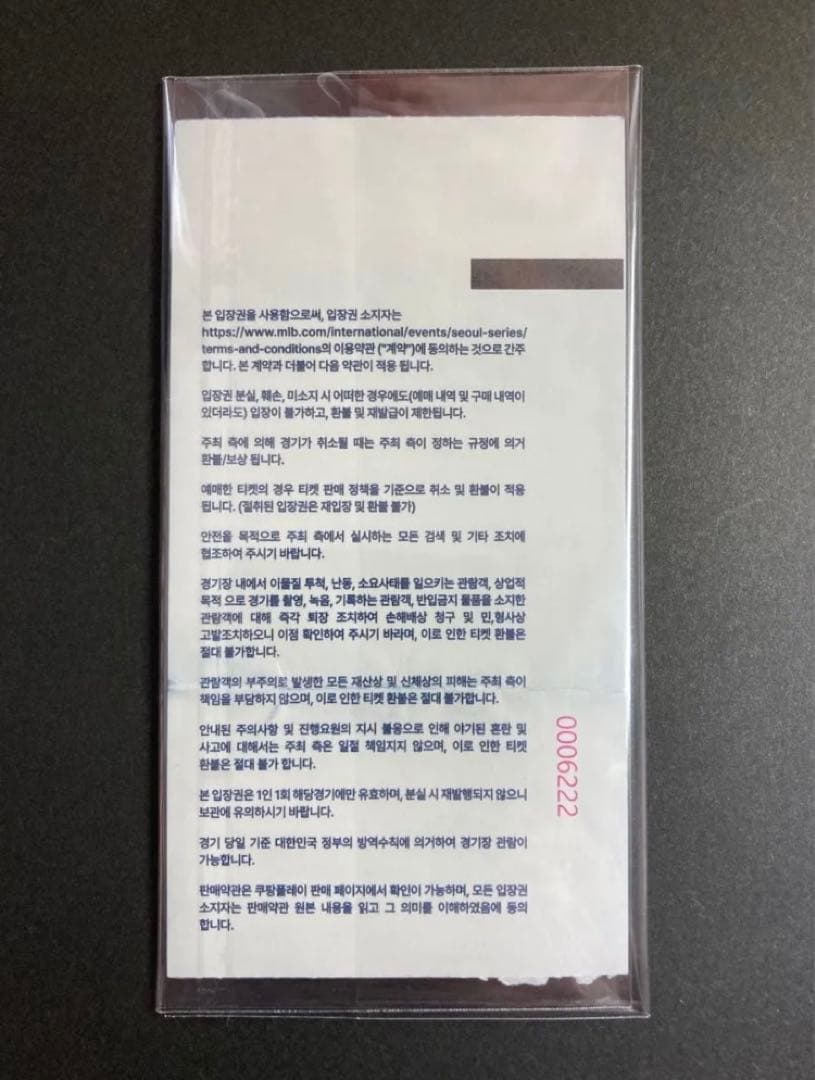 본 입장권을 사용함으로써, 입장권 소지자는
https://www.mlb.com/international/events/seoul-series/
terms-and-conditions의 이용약관 ("계약")에 동의하는 것으로 간주
합니다. 본 계약과 더불어 다음 약관이 적용 됩니다.
입장권 분실, 훼손, 미소지 시 어떠한 경우에도(예매 내역 및 구매 내역이
있더라도) 입장이 불가하고, 환불 및 재발급이 제한됩니다.
주최 측에 의해 경기가 취소될 때는 주최 측이 정하는 규정에 의거
환불/보상 됩니다.
예매한 티켓의 경우 티켓 판매 정책을 기준으로 취소 및 환불이 적용
됩니다. (절취된 입장권은 재입장 및 환불 불가)
안전을 목적으로 주최 측에서 실시하는 모든 검색 및 기타 조치에
협조하여 주시기 바랍니다.
경기장 내에서 이물질 투척, 난동, 소요사태를 일으키는 관람객, 상업적
목적 으로 경기를 촬영, 녹음, 기록하는 관람객, 반입금지 물품을 소지한
관람객에 대해 즉각 퇴장 조치하여 손해배상 청구 및 민,형사상
고발조치하오니 이점 확인하여 주시기 바라며, 이로 인한 티켓 환불은
절대 불가합니다.
관람객의 부주의로 발생한 모든 재산상 및 신체상의 피해는 주최 측이
책임을 부담하지 않으며, 이로 인한 티켓 환불은 절대 불가합니다.
안내된 주의사항 및 진행요원의 지시 불응으로 인해 야기된 혼란 및
사고에 대해서는 주최 측은 일절 책임지지 않으며, 이로 인한 티켓
환불은 절대 불가 합니다.
본 입장권은 1인 1회 해당경기에만 유효하며, 분실 시 재발행되지 않으니
보관에 유의하시기 바랍니다.
경기 당일 기준 대한민국 정부의 방역수칙에 의거하여 경기장 관람이
가능합니다.
판매약관은 쿠팡플레이 판매 페이지에서 확인이 가능하며, 모든 입장권
소지자는 판매약관 원본 내용을 읽고 그 의미를 이해하였음에 동의
합니다.
0006222